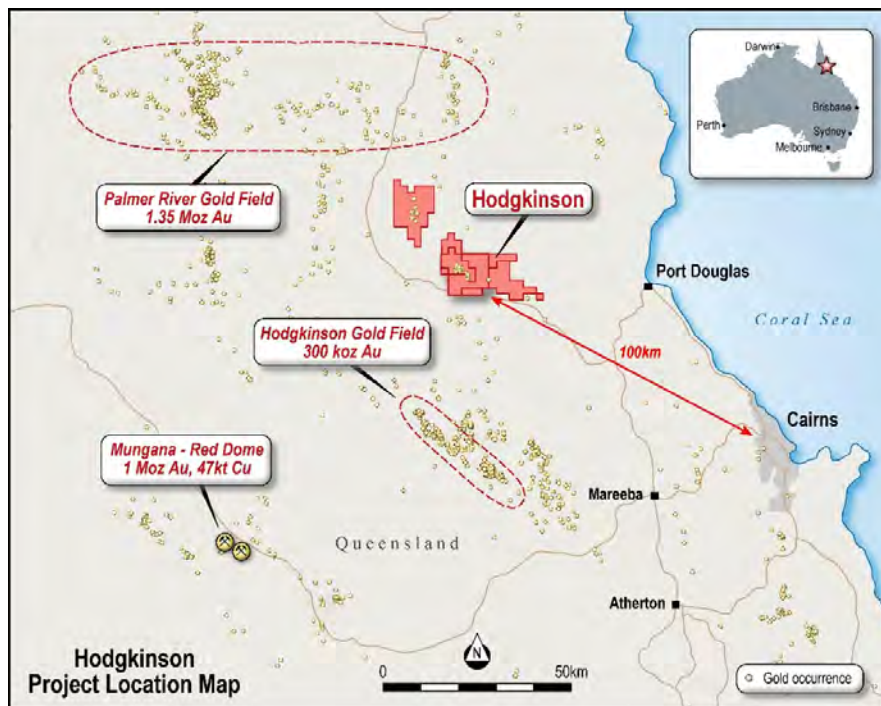 Darwin
Brisbane
Perth
Sydney
Melbourne
Palmer River Gold Field
1.35 Moz Au
Hodgkinson
Port Douglas
Coral Sea
Hodgkinson Gold Field
300 koz Au
100km
Cairns
Mungana - Red Dome
1 Moz Au, 47kt Cu
Mareeba
Queensland
Atherton
Hodgkinson
Project Location Map
N
0
50km
Gold occurrence